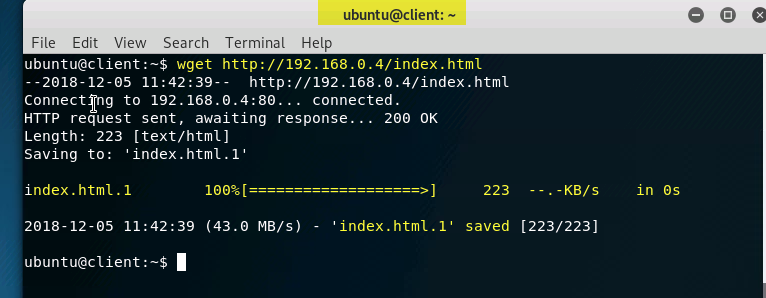 ubuntu@client: ~
File Edit View Search Terminal Help
ubuntu@client:~$ wget http://192.168.0.4/index.html
--2018-12-05 11:42:39--  http://192.168.0.4/index.html
Connecting to 192.168.0.4:80... connected.
HTTP request sent, awaiting response... 200 OK
Length: 223 [text/html]
Saving to: 'index.html.1'
index.html.1        100%[===================>]     223  --.-KB/s    in 0s
2018-12-05 11:42:39 (43.0 MB/s) - 'index.html.1' saved [223/223]
ubuntu@client:~$